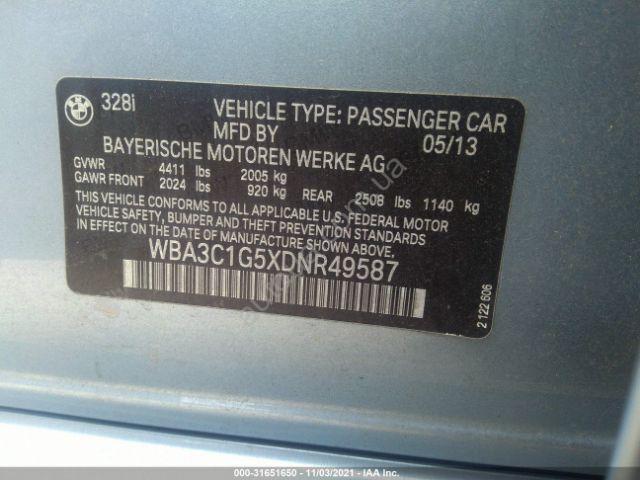 BMW
328i VEHICLE TYPE: PASSENGER CAR
MFD BY 05/13
BAYERISCHE MOTOREN WERKE AG
GVWR 4411 lbs 2005 kg
GAWR FRONT 2024 lbs 920 kg REAR 2508 lbs 1140 kg
THIS VEHICLE CONFORMS TO ALL APPLICABLE U.S. FEDERAL MOTOR
VEHICLE SAFETY, BUMPER AND THEFT PREVENTION STANDARDS
IN EFFECT ON THE DATE OF MANUFACTURE SHOWN ABOVE.
WBA3C1G5XDNR49587
2 122 606
000-31651650 - 11/03/2021 - IAA Inc.